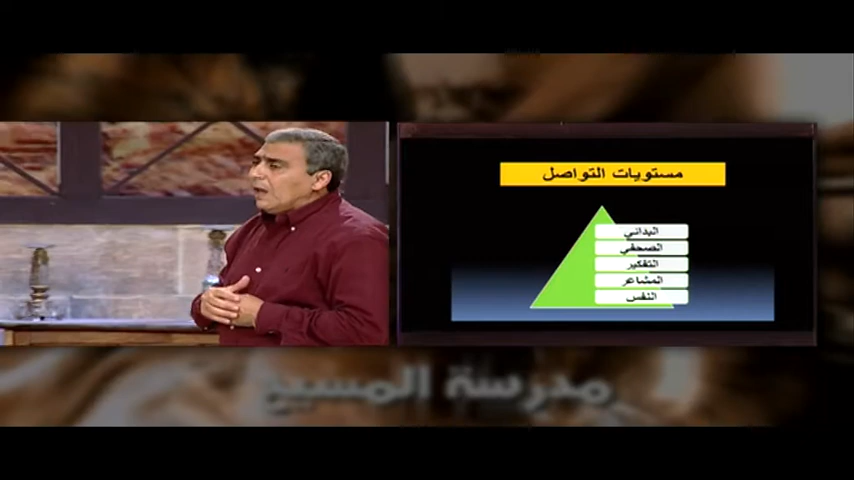 مستويات التواصل
البدائي
الصحفي
التفكير
المشاعر
النفس
مدرسة المسيح